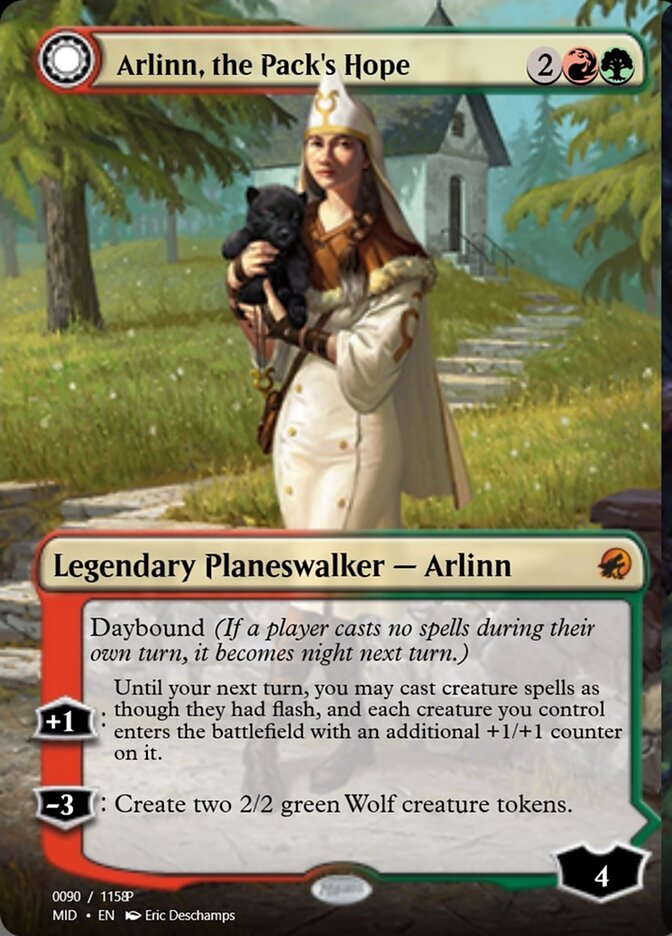 Arlinn, the Pack's Hope 2
Legendary Planeswalker — Arlinn
Daybound (If a player casts no spells during their
own turn, it becomes night next turn.)
+1: Until your next turn, you may cast creature spells as
though they had flash, and each creature you control
enters the battlefield with an additional +1/+1 counter
on it.
−3: Create two 2/2 green Wolf creature tokens.
4
0090 / 1158P
MID • EN Eric Deschamps